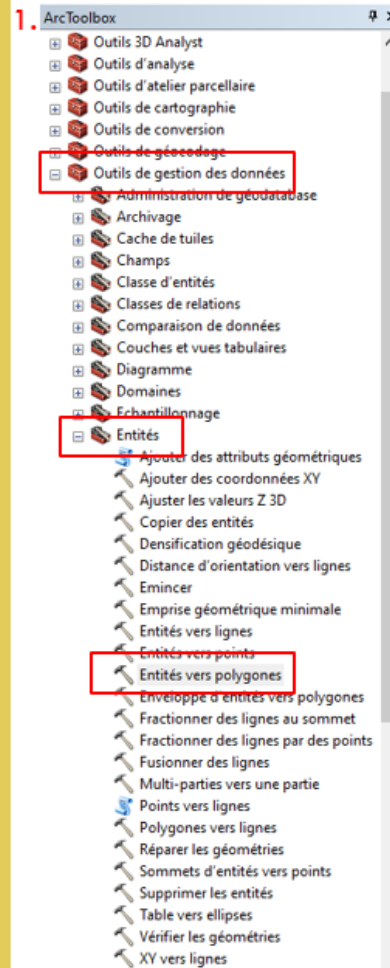 1.
ArcToolbox
Outils 3D Analyst
Outils d'analyse
Outils d'atelier parcellaire
Outils de cartographie
Outils de conversion
Outils de géocodage
Outils de gestion des données
Administration de géodatabase
Archivage
Cache de tuiles
Champs
Classe d'entités
Classes de relations
Comparaison de données
Couches et vues tabulaires
Diagramme
Domaines
Echantillonnage
Entités
Ajouter des attributs géométriques
Ajouter des coordonnées XY
Ajuster les valeurs Z 3D
Copier des entités
Densification géodésique
Distance d'orientation vers lignes
Emincer
Emprise géométrique minimale
Entités vers lignes
Entités vers points
Entités vers polygones
Enveloppe d'entités vers polygones
Fractionner des lignes au sommet
Fractionner des lignes par des points
Fusionner des lignes
Multi-parties vers une partie
Points vers lignes
Polygones vers lignes
Réparer les géométries
Sommets d'entités vers points
Supprimer les entités
Table vers ellipses
Vérifier les géométries
XY vers lignes